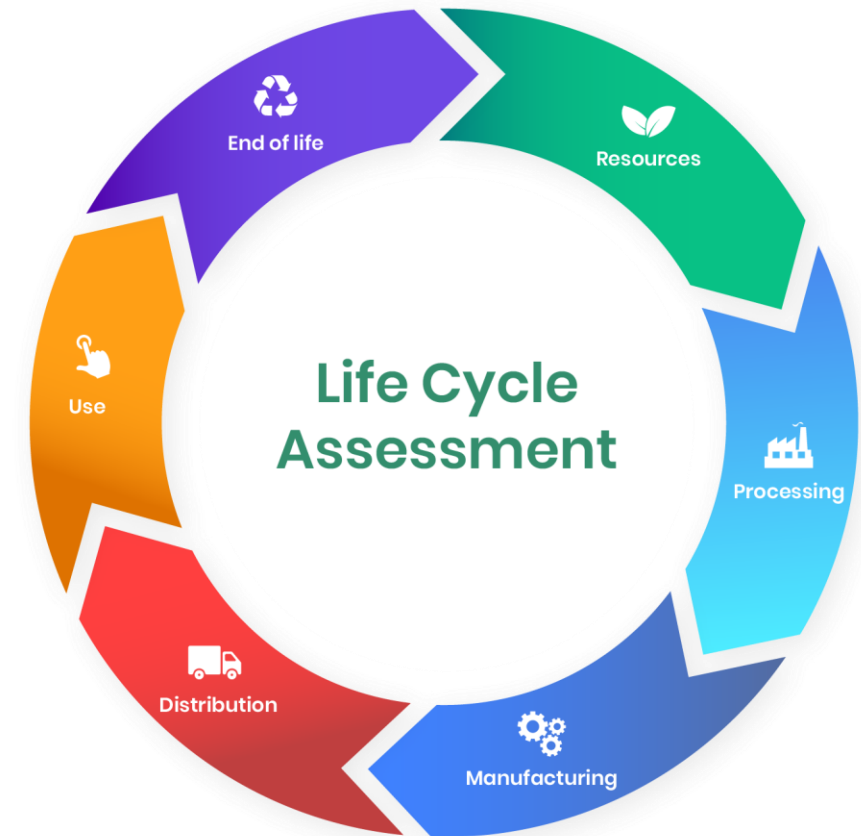 Life Cycle
Assessment
Resources
Processing
Manufacturing
Distribution
Use
End of life